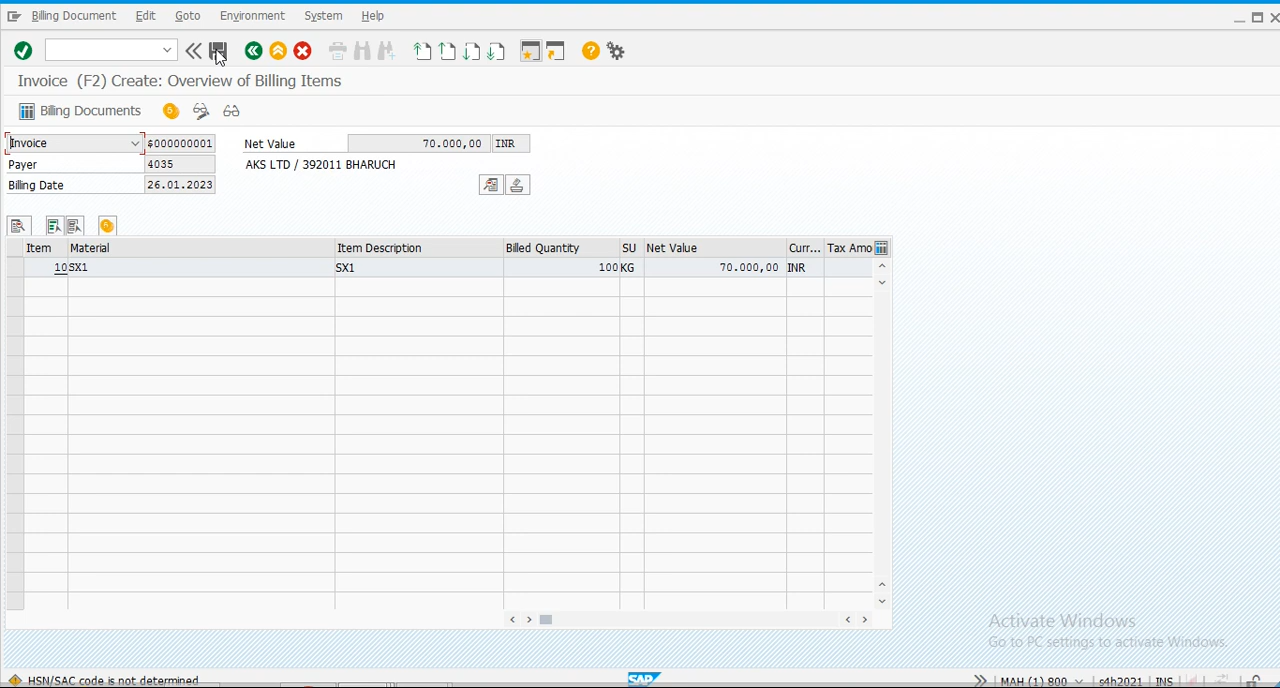 Billing Document Edit Goto Environment System Help
Invoice (F2) Create: Overview of Billing Items
Billing Documents
Invoice $000000001 Net Value 70.000,00 INR
Payer 4035 AKS LTD / 392011 BHARUCH
Billing Date 26.01.2023
Item Material Item Description Billed Quantity SU Net Value Curr... Tax Amo
10 SX1 SX1 100 KG 70.000,00 INR
Activate Windows
Go to PC settings to activate Windows.
HSN/SAC code is not determined SAP MAH (1) 800 s4h2021 INS